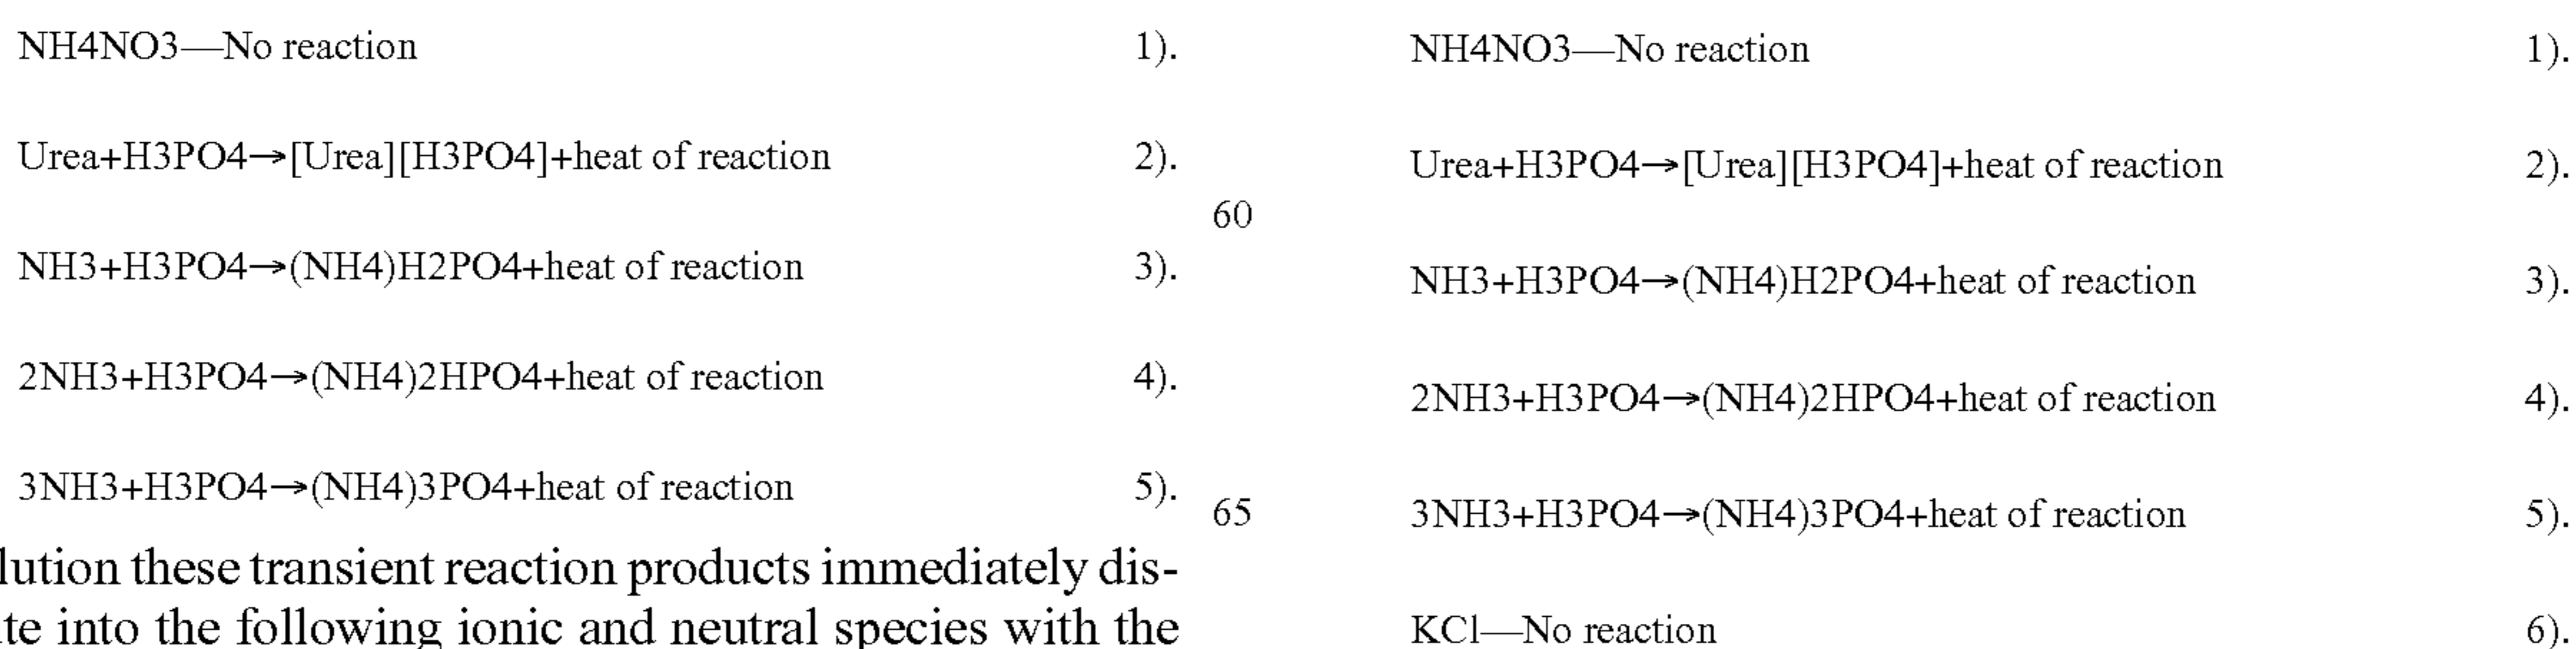 NH4NO3—No reaction 1).
Urea+H3PO4→[Urea][H3PO4]+heat of reaction 2).
NH3+H3PO4→(NH4)H2PO4+heat of reaction 3).
2NH3+H3PO4→(NH4)2HPO4+heat of reaction 4).
3NH3+H3PO4→(NH4)3PO4+heat of reaction 5).
lution these transient reaction products immediately dis-
te into the following ionic and neutral species with the
60
65
NH4NO3—No reaction 1).
Urea+H3PO4→[Urea][H3PO4]+heat of reaction 2).
NH3+H3PO4→(NH4)H2PO4+heat of reaction 3).
2NH3+H3PO4→(NH4)2HPO4+heat of reaction 4).
3NH3+H3PO4→(NH4)3PO4+heat of reaction 5).
KCl—No reaction 6).